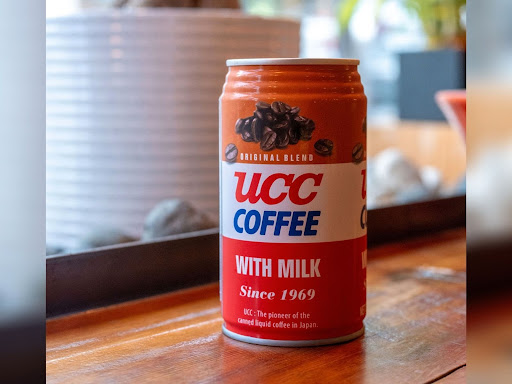 ORIGINAL BLEND
UCC
COFFEE
WITH MILK
Since 1969
UCC : The pioneer of the
canned liquid coffee in Japan.